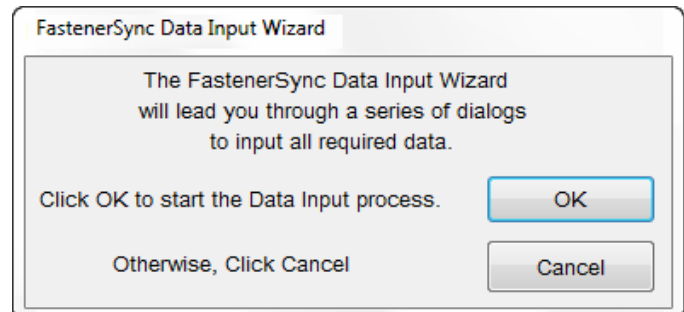 FastenerSync Data Input Wizard
The FastenerSync Data Input Wizard
will lead you through a series of dialogs
to input all required data.
Click OK to start the Data Input process.
OK
Otherwise, Click Cancel
Cancel